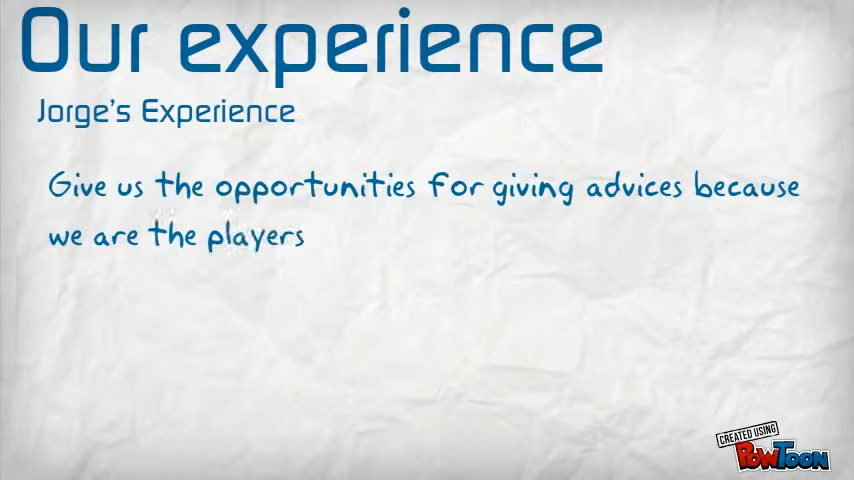 Our experience
Jorge's Experience
Give us the opportunities for giving advices because
we are the players
CREATED USING
POWTOON